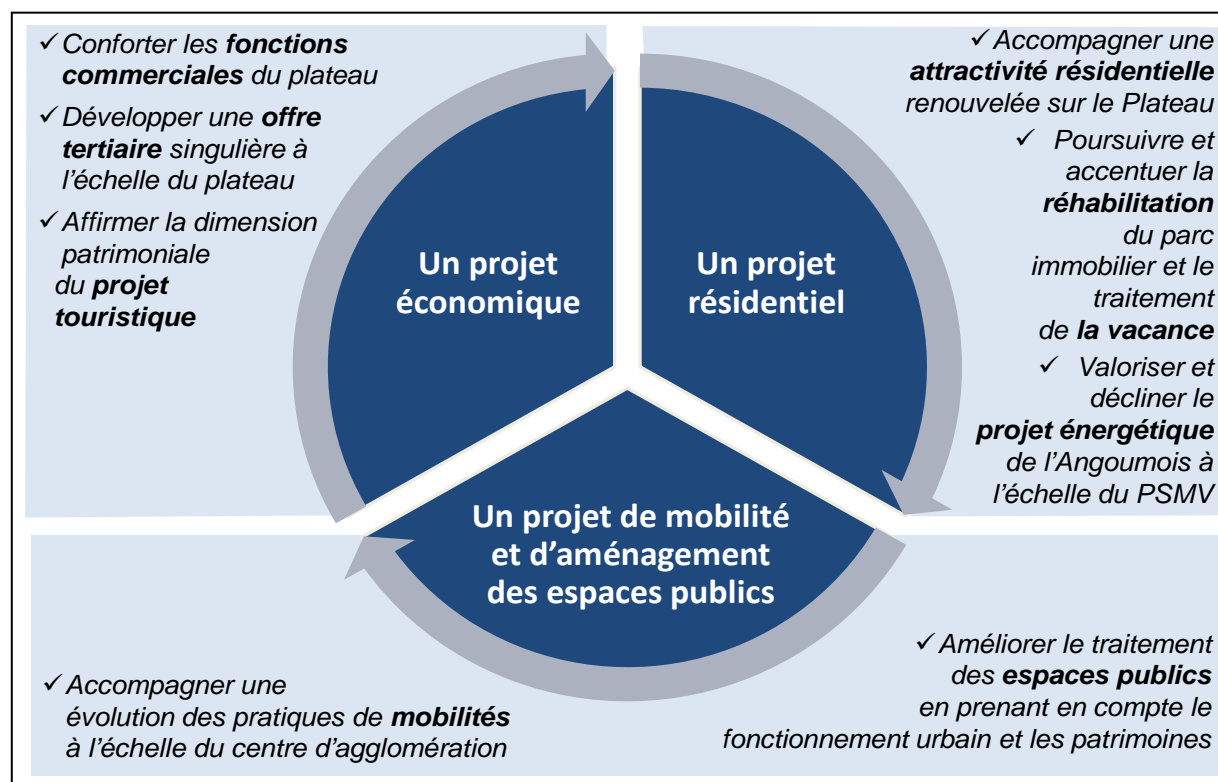 ✓ Conforter les fonctions
commerciales du plateau
✓ Développer une offre
tertiaire singulière à
l'échelle du plateau
✓ Affirmer la dimension
patrimoniale
du projet
touristique
Un projet
économique
Un projet
résidentiel
✓ Accompagner une
attractivité résidentielle
renouvelée sur le Plateau
✓ Poursuivre et
accentuer la
réhabilitation
du parc
immobilier et le
traitement
de la vacance
✓ Valoriser et
décliner le
projet énergétique
de l'Angoumois à
l'échelle du PSMV
Un projet de mobilité
et d'aménagement
des espaces publics
✓ Accompagner une
évolution des pratiques de mobilités
à l'échelle du centre d'agglomération
✓ Améliorer le traitement
des espaces publics
en prenant en compte le
fonctionnement urbain et les patrimoines